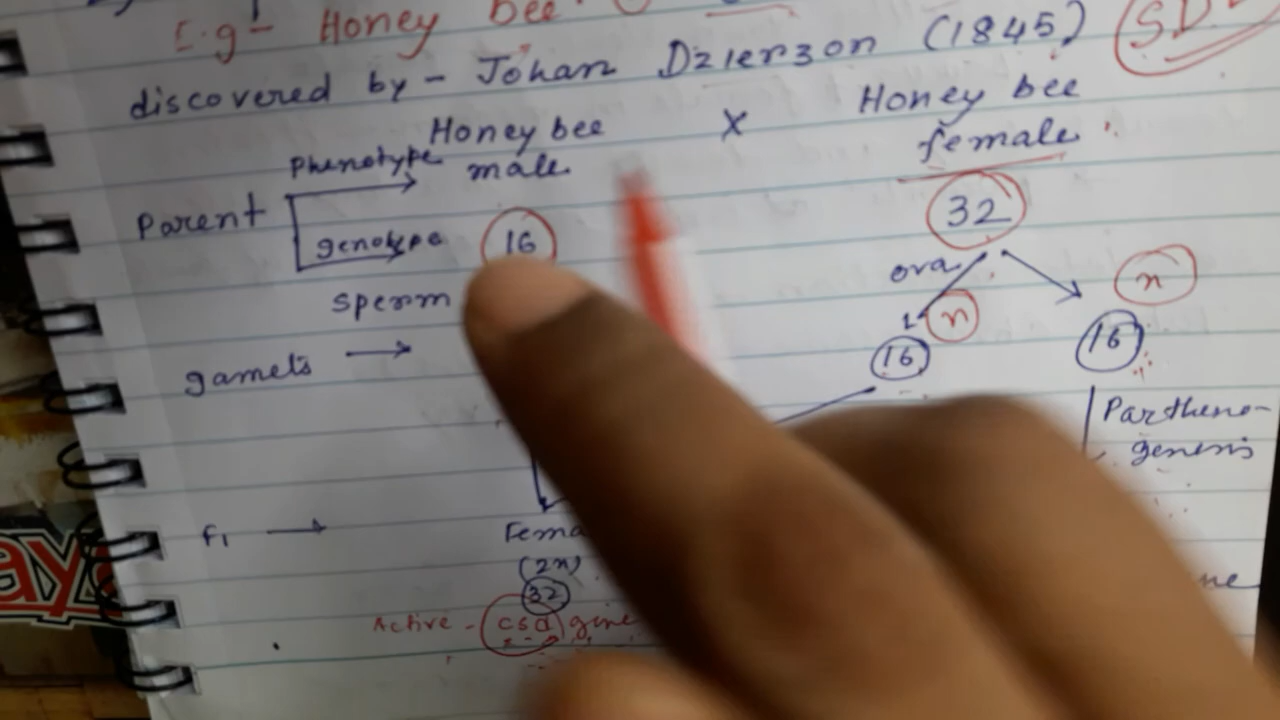 E.g- Honey bee
discovered by - Johan Dzierzon (1845)
Honey bee male X Honey bee female
Parent
Phenotype
genotype
16
32
sperm
ova
n
n
16
16
gamets
Partheno-
genesis
F1
(2n)
32
Active - csd gene